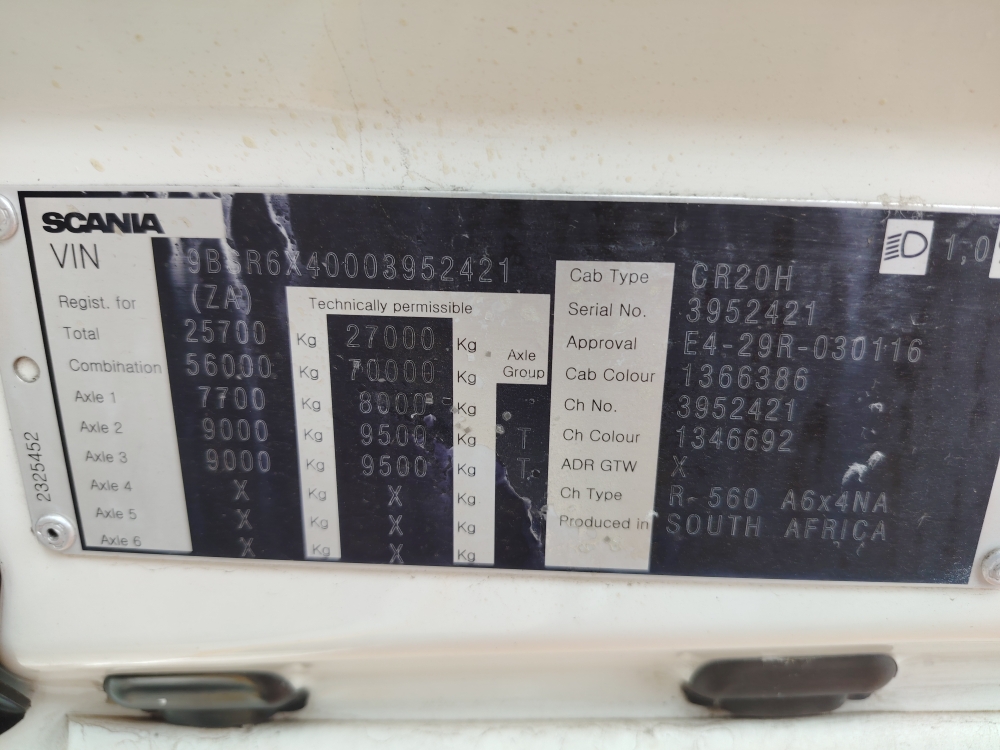 SCANIA
VIN 9BSR6X40003952421
1,0
Regist. for (ZA)
Technically permissible
Total 25700 Kg 27000 Kg
Combination 56000 Kg 70000 Kg
Axle Group
Axle 1 7700 Kg 8000 Kg
Axle 2 9000 Kg 9500 Kg T
Axle 3 9000 Kg 9500 Kg T
Axle 4 X Kg X Kg
Axle 5 X Kg X Kg
Axle 6 X Kg X Kg
Cab Type CR20H
Serial No. 3952421
Approval E4-29R-030116
Cab Colour 1366386
Ch No. 3952421
Ch Colour 1346692
ADR GTW X
Ch Type R 560 A6x4NA
Produced in SOUTH AFRICA
2325452